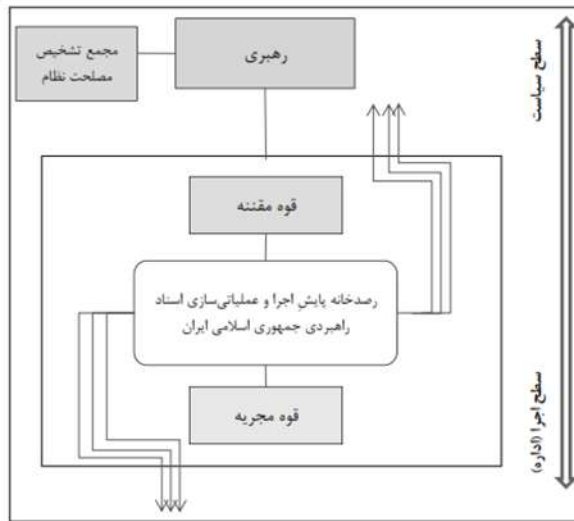 رهبری
مجمع تشخیص
مصلحت نظام
سطح سیاست
قوه مقننه
رصدخانه پایشِ اجرا و عملیاتی‌سازی اسناد
راهبردی جمهوری اسلامی ایران
قوه مجریه
سطح اجرا (اداره)